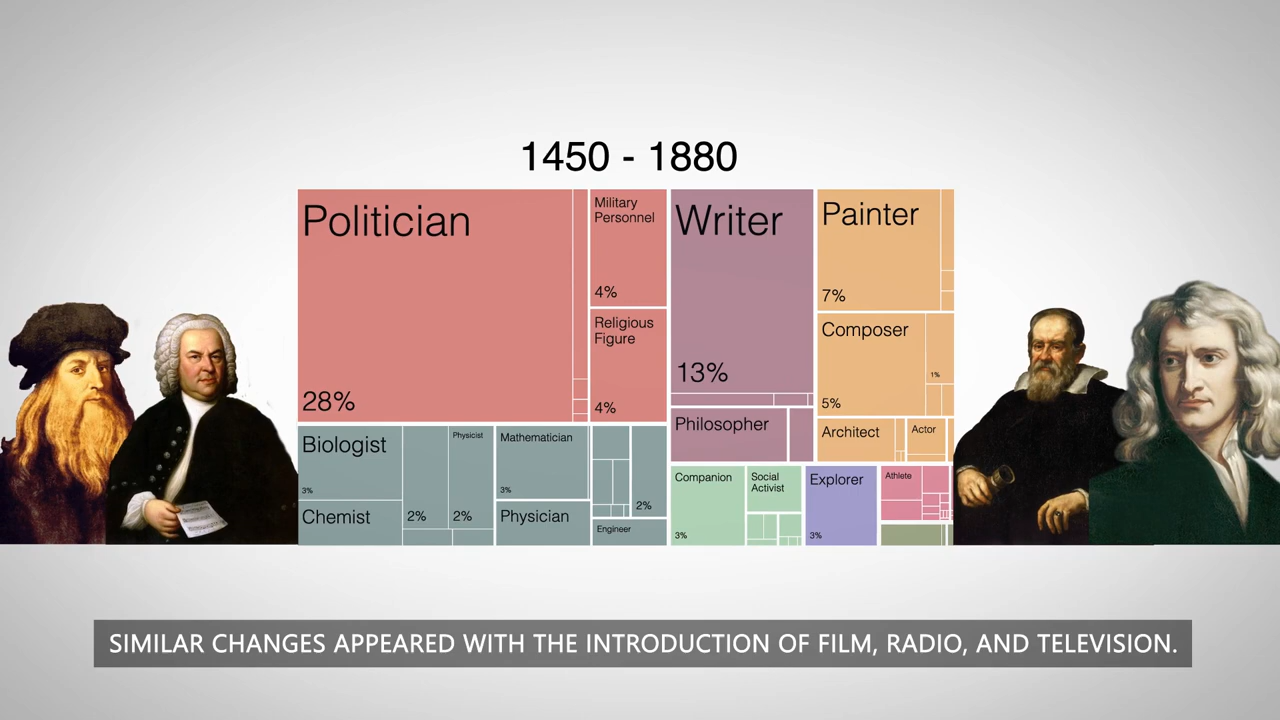 1450 - 1880
Politician
28%
Military
Personnel
4%
Religious
Figure
4%
Writer
13%
Philosopher
Painter
7%
Composer
5%
1%
Architect
Actor
Biologist
3%
Chemist
2%
Physicist
2%
Mathematician
3%
Physician
2%
Engineer
Companion
3%
Social
Activist
Explorer
3%
Athlete
SIMILAR CHANGES APPEARED WITH THE INTRODUCTION OF FILM, RADIO, AND TELEVISION.